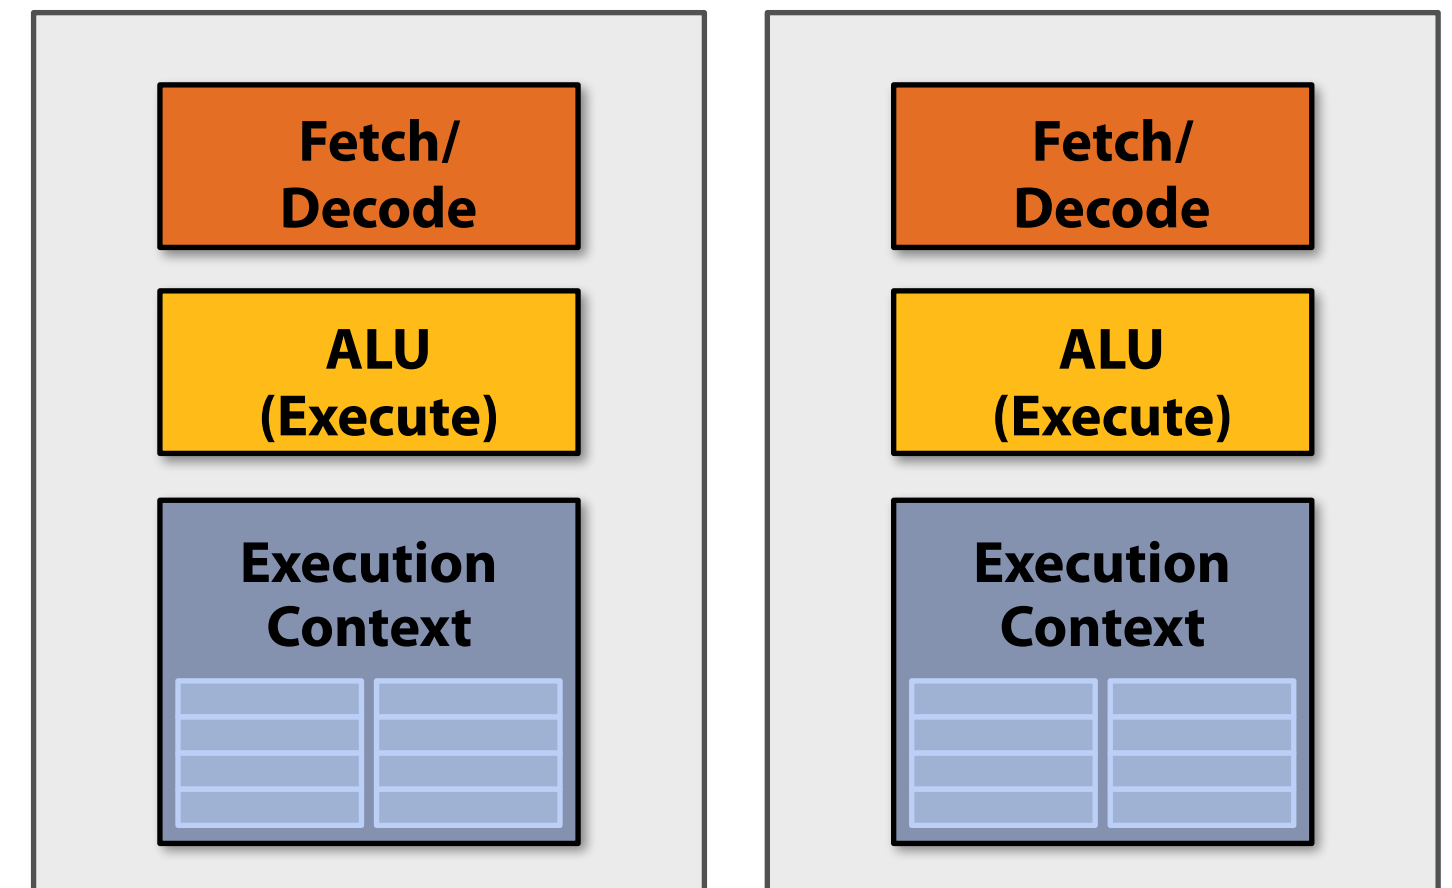 Fetch/
Decode
ALU
(Execute)
Execution
Context
Fetch/
Decode
ALU
(Execute)
Execution
Context